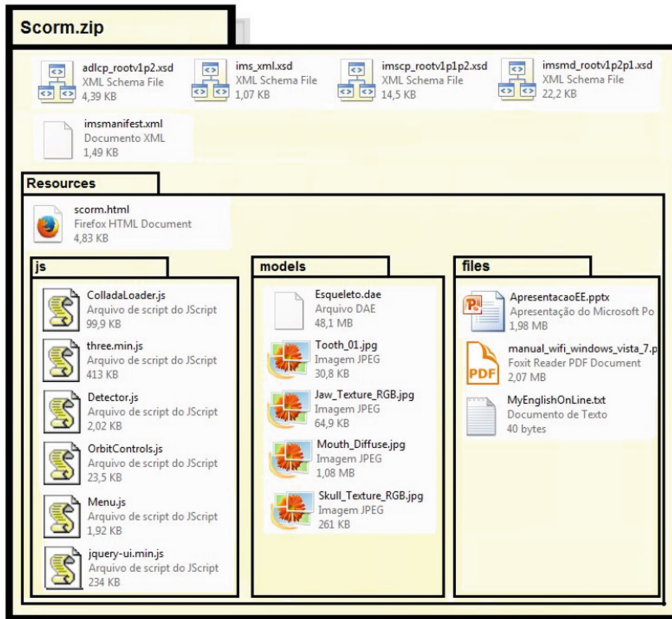 Scorm.zip
adlcp_rootv1p2.xsd
XML Schema File
4,39 KB
ims_xml.xsd
XML Schema File
1,07 KB
imscp_rootv1p1p2.xsd
XML Schema File
14,5 KB
imsmd_rootv1p2p1.xsd
XML Schema File
22,2 KB
imsmanifest.xml
Documento XML
1,49 KB
Resources
scorm.html
Firefox HTML Document
4,83 KB
js
ColladaLoader.js
Arquivo de script do JScript
99,9 KB
three.min.js
Arquivo de script do JScript
413 KB
Detector.js
Arquivo de script do JScript
2,02 KB
OrbitControls.js
Arquivo de script do JScript
23,5 KB
Menu.js
Arquivo de script do JScript
1,92 KB
jquery-ui.min.js
Arquivo de script do JScript
234 KB
models
Esqueleto.dae
Arquivo DAE
48,1 MB
Tooth_01.jpg
Imagem JPEG
30,8 KB
Jaw_Texture_RGB.jpg
Imagem JPEG
64,9 KB
Mouth_Diffuse.jpg
Imagem JPEG
1,08 MB
Skull_Texture_RGB.jpg
Imagem JPEG
261 KB
files
ApresentacaoEE.pptx
Apresentação do Microsoft Po
1,98 MB
PDF
manual_wifi_windows_vista_7.p
Foxit Reader PDF Document
2,07 MB
MyEnglishOnLine.txt
Documento de Texto
40 bytes